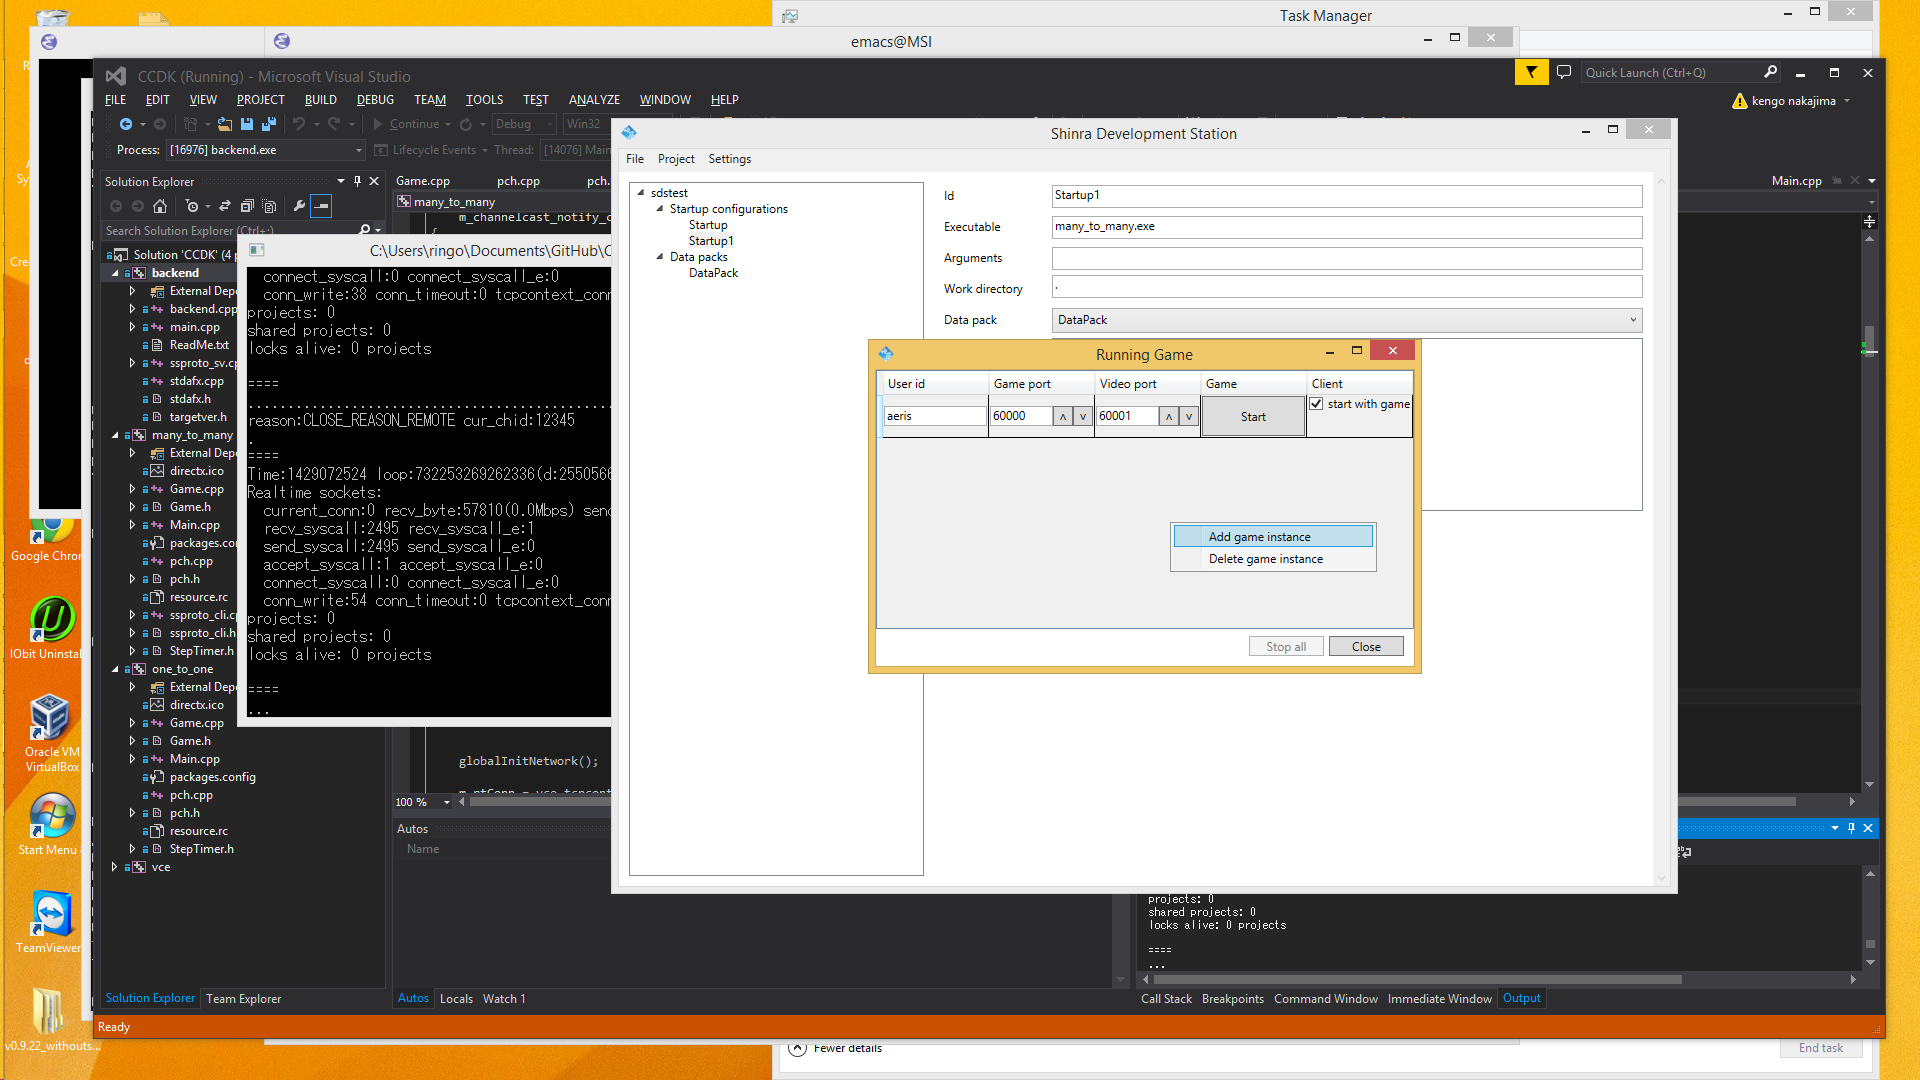 Task Manager
emacs@MSI
CCDK (Running) - Microsoft Visual Studio
Quick Launch (Ctrl+Q)
FILE EDIT VIEW PROJECT BUILD DEBUG TEAM TOOLS TEST ANALYZE WINDOW HELP
kengo nakajima
Continue Debug Win32
Process: [16976] backend.exe Lifecycle Events Thread: [14076] Main
Solution Explorer
Search Solution Explorer (Ctrl+
Solution 'CCDK' (4 p
backend
External Depe
backend.cpp
main.cpp
ReadMe.txt
ssproto_sv.cp
stdafx.cpp
stdafx.h
targetver.h
many_to_many
External Depe
directx.ico
Game.cpp
Game.h
Main.cpp
packages.con
pch.cpp
pch.h
resource.rc
ssproto_cli.cp
ssproto_cli.h
StepTimer.h
one_to_one
External Depe
directx.ico
Game.cpp
Game.h
Main.cpp
packages.config
pch.cpp
pch.h
resource.rc
StepTimer.h
vce
Solution Explorer Team Explorer
Game.cpp pch.cpp pch.
Main.cpp
many_to_many
m_channelcast_notify_c
{
globalInitNetwork();
100 %
C:\Users\ringo\Documents\GitHub\C
connect_syscall:0 connect_syscall_e:0
conn_write:38 conn_timeout:0 tcpcontext_conn
projects: 0
shared projects: 0
locks alive: 0 projects
====
reason:CLOSE_REASON_REMOTE cur_chid:12345
.
====
Time:1429072524 loop:732253269262336(d:2550566
Realtime sockets:
current_conn:0 recv_byte:57810(0.0Mbps) send
recv_syscall:2495 recv_syscall_e:1
send_syscall:2495 send_syscall_e:0
accept_syscall:1 accept_syscall_e:0
connect_syscall:0 connect_syscall_e:0
conn_write:54 conn_timeout:0 tcpcontext_conn
projects: 0
shared projects: 0
locks alive: 0 projects
====
...
Shinra Development Station
File Project Settings
sdstest
Startup configurations
Startup
Startup1
Data packs
DataPack
Id Startup1
Executable many_to_many.exe
Arguments
Work directory .
Data pack DataPack
Running Game
User id Game port Video port Game Client
aeris 60000 60001 Start start with game
Add game instance
Delete game instance
Stop all Close
Autos
Name
Autos Locals Watch 1
projects: 0
shared projects: 0
locks alive: 0 projects
====
...
Call Stack Breakpoints Command Window Immediate Window Output
Ready
Fewer details
End task
Google Chron
IObit Uninstal
Oracle VM
VirtualBox
Start Menu
TeamViewer
v0.9.22_withouts...